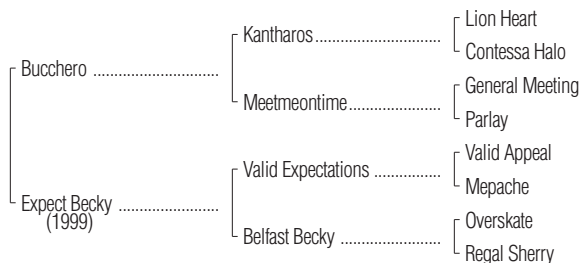 Lion Heart
Kantharos
Contessa Halo
Bucchero
General Meeting
Meetmeontime
Parlay
Valid Appeal
Valid Expectations
Mepache
Expect Becky
(1999)
Overskate
Belfast Becky
Regal Sherry